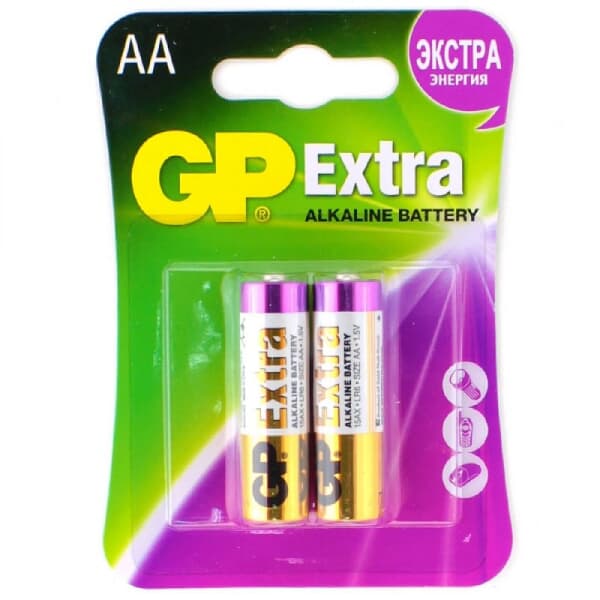 AA
ЭКСТРА
ЭНЕРГИЯ
GP®
Extra
ALKALINE BATTERY
GP Extra
ALKALINE BATTERY
15AX • LR6 • SIZE AA • 1.5V
GP Extra
ALKALINE BATTERY
15AX • LR6 • SIZE AA • 1.5V